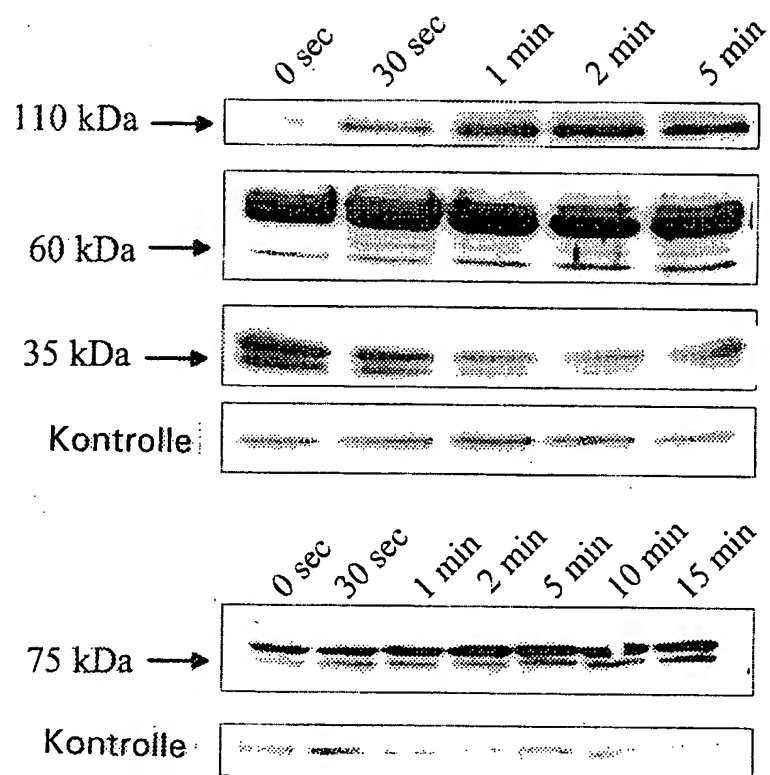 0 sec 30 sec 1 min 2 min 5 min
110 kDa
60 kDa
35 kDa
Kontrolle
0 sec 30 sec 1 min 2 min 5 min 10 min 15 min
75 kDa
Kontrolle